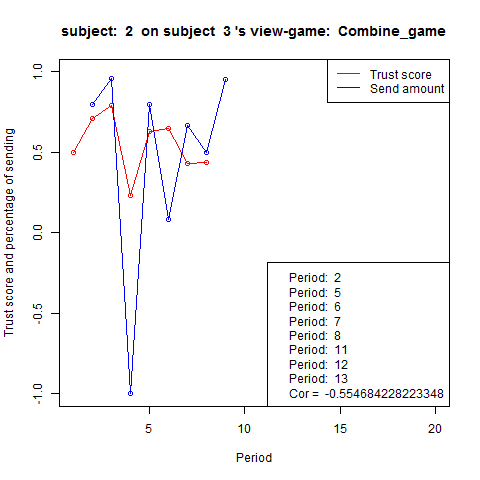 subject:  2  on subject  3 's view-game:  Combine_game
Trust score
Send amount
Trust score and percentage of sending
1.0
0.5
0.0
-0.5
-1.0
Period:  2
Period:  5
Period:  6
Period:  7
Period:  8
Period:  11
Period:  12
Period:  13
Cor =  -0.554684228223348
5
10
15
20
Period